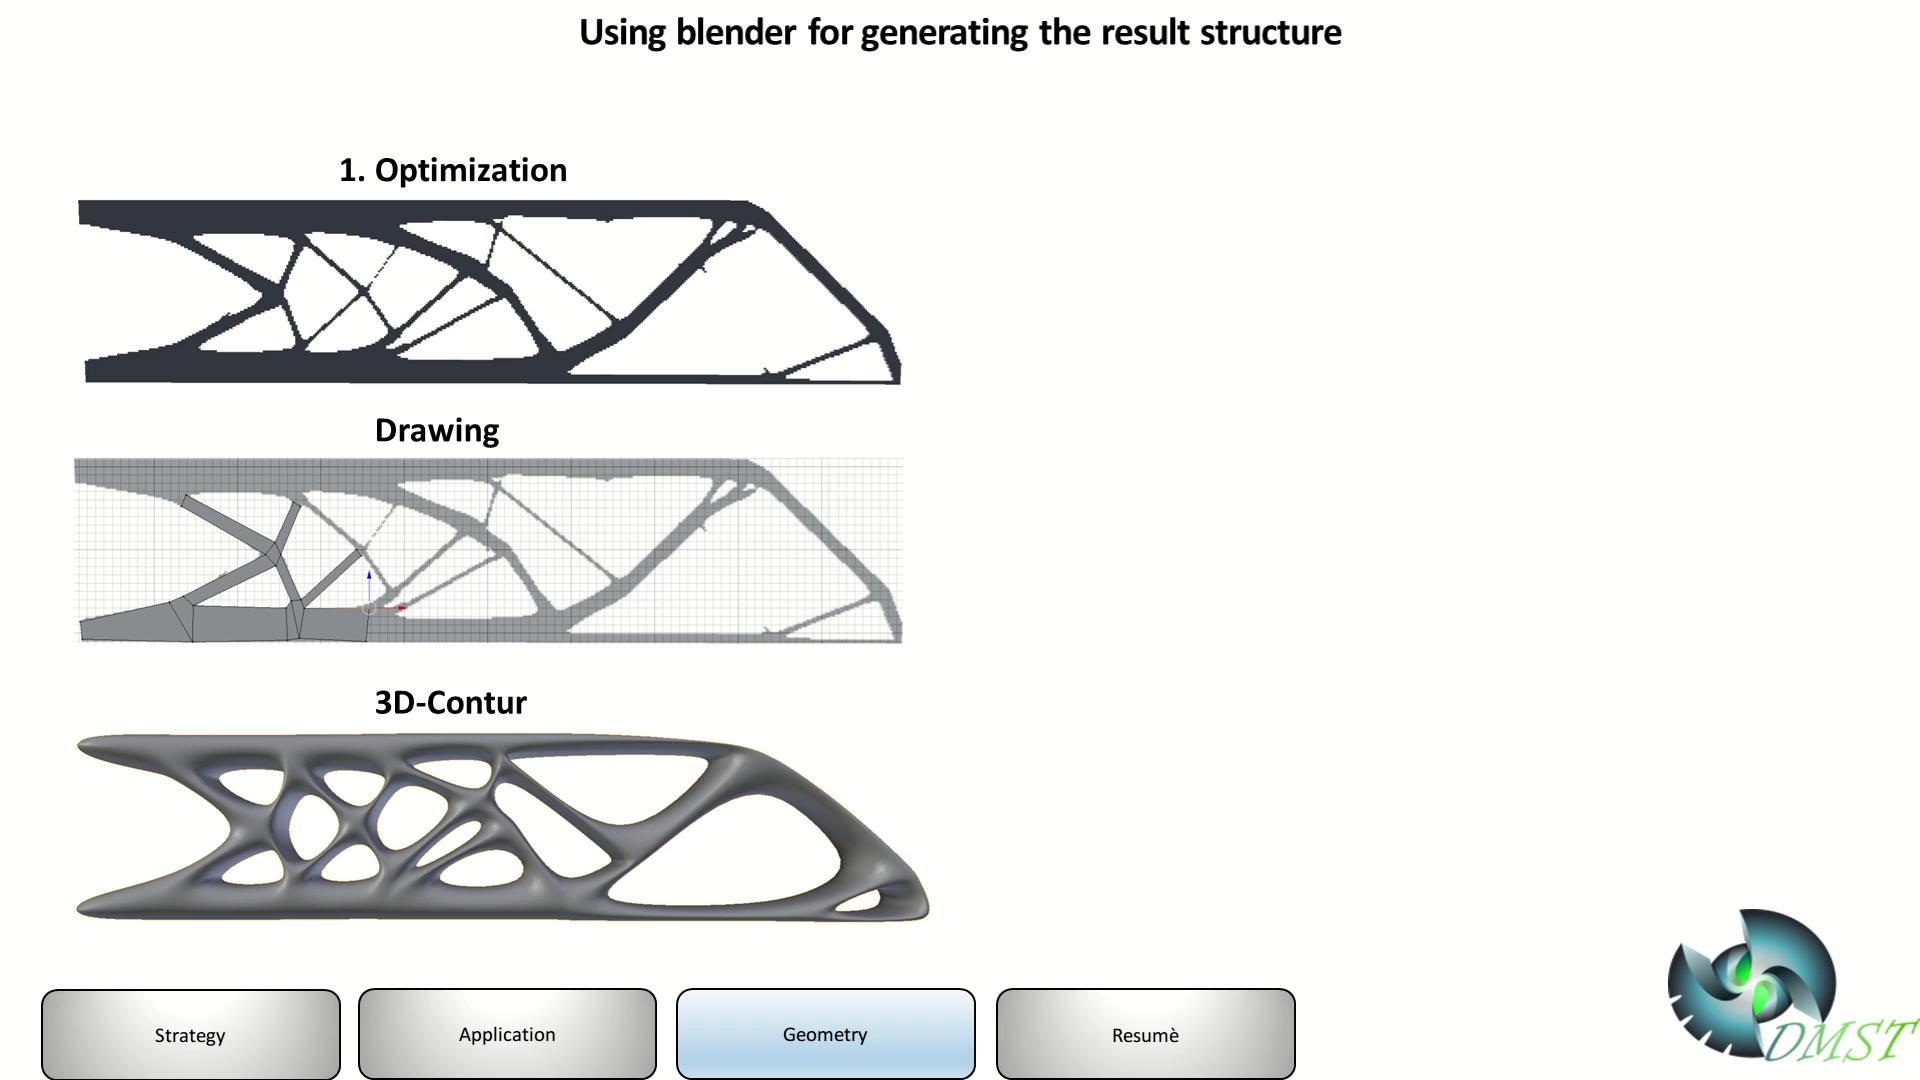 Using blender for generating the result structure
1. Optimization
Drawing
3D-Contur
Strategy
Application
Geometry
Resumè
DMST